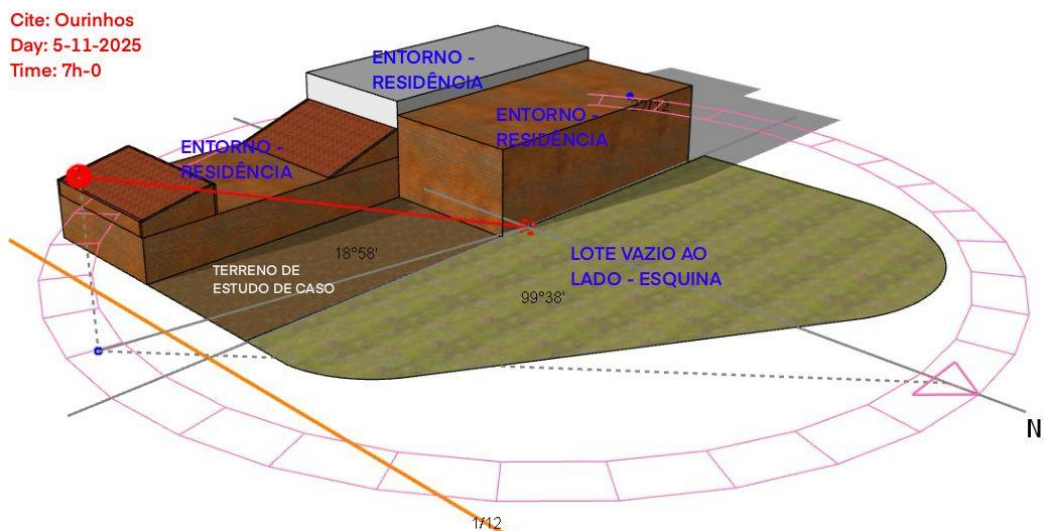 Cite: Ourinhos
Day: 5-11-2025
Time: 7h-0
ENTORNO -
RESIDÊNCIA
ENTORNO -
RESIDÊNCIA
ENTORNO -
RESIDÊNCIA
18°58'
TERRENO DE
ESTUDO DE CASO
LOTE VAZIO AO
LADO - ESQUINA
99°38'
N
1/12